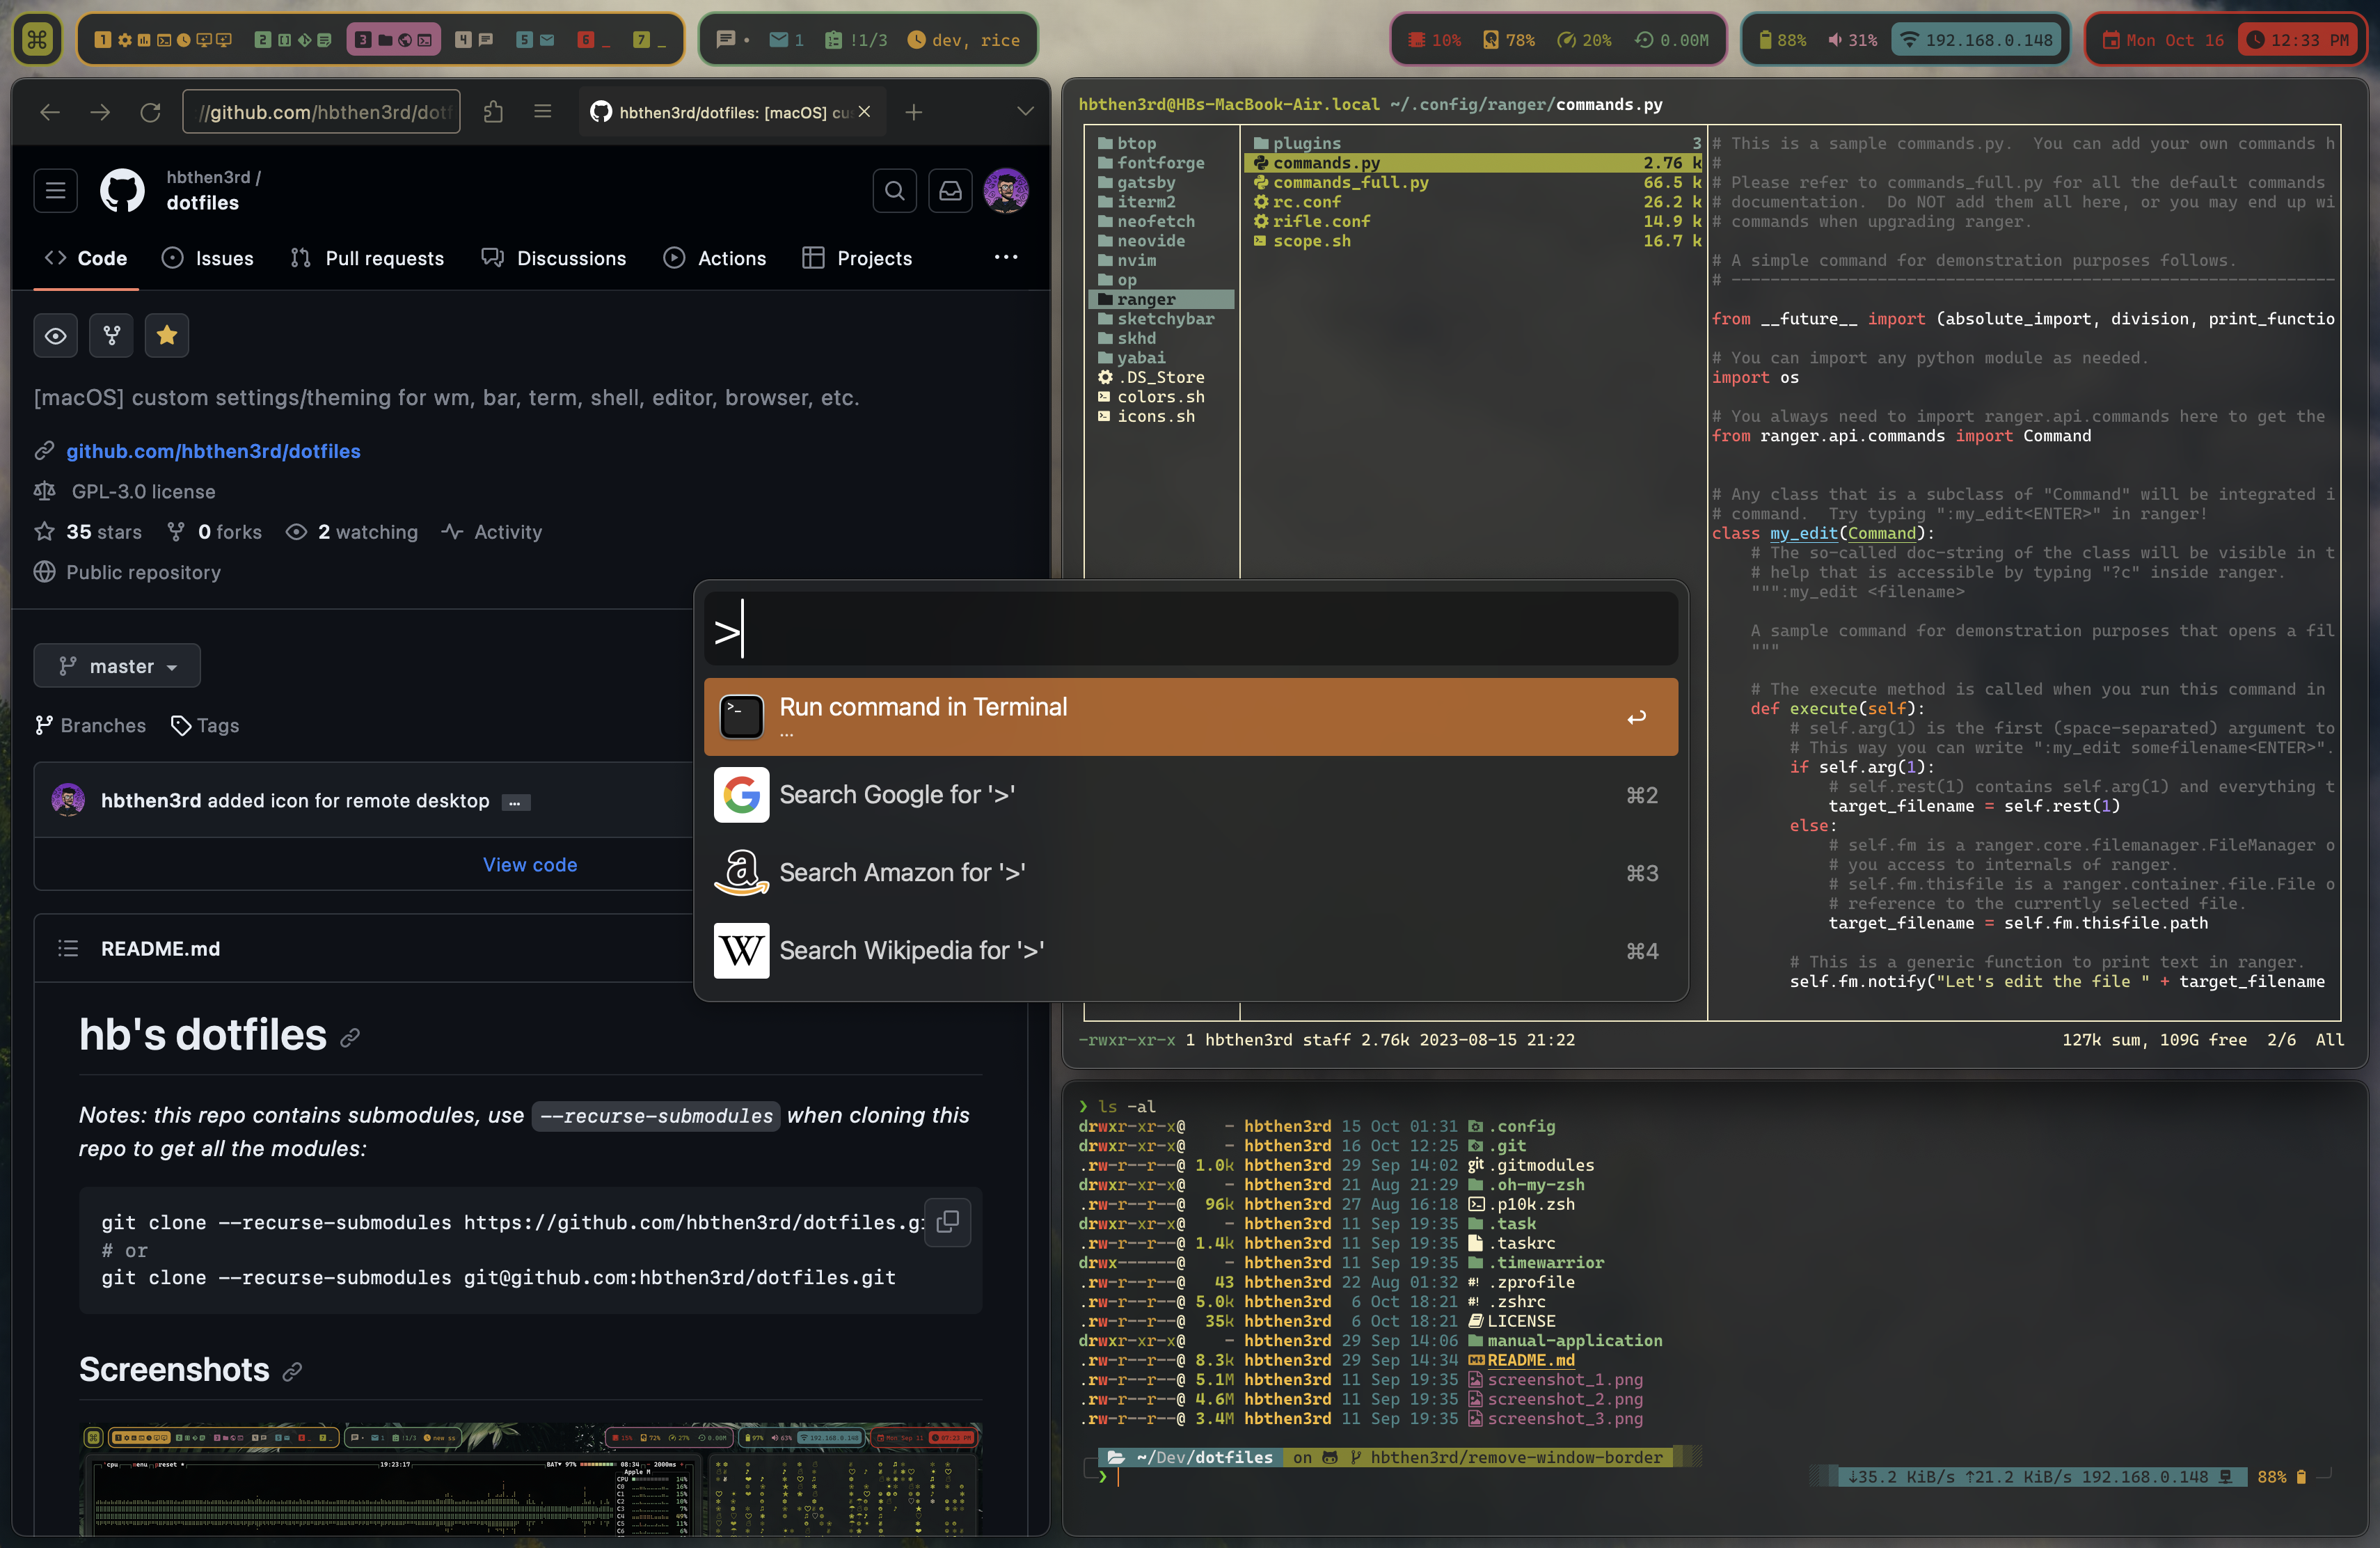 1 2 3 4 5 6 _ 7 _
• 1 !1/3 dev, rice
10% 78% 20% 0.00M
88% 31% 192.168.0.148
Mon Oct 16 12:33 PM
//github.com/hbthen3rd/dotf
hbthen3rd/dotfiles: [macOS] cu
hbthen3rd /
dotfiles
Code Issues Pull requests Discussions Actions Projects ...
[macOS] custom settings/theming for wm, bar, term, shell, editor, browser, etc.
github.com/hbthen3rd/dotfiles
GPL-3.0 license
35 stars 0 forks 2 watching Activity
Public repository
master
Branches Tags
hbthen3rd added icon for remote desktop ...
View code
README.md
hb's dotfiles
Notes: this repo contains submodules, use --recurse-submodules when cloning this
repo to get all the modules:
git clone --recurse-submodules https://github.com/hbthen3rd/dotfiles.gi
# or
git clone --recurse-submodules git@github.com:hbthen3rd/dotfiles.git
Screenshots
>
Run command in Terminal
...
Search Google for '>' ⌘2
Search Amazon for '>' ⌘3
Search Wikipedia for '>' ⌘4
hbthen3rd@HBs-MacBook-Air.local ~/.config/ranger/commands.py
btop
fontforge
gatsby
iterm2
neofetch
neovide
nvim
op
ranger
sketchybar
skhd
yabai
.DS_Store
colors.sh
icons.sh
plugins 3
commands.py 2.76 k
commands_full.py 66.5 k
rc.conf 26.2 k
rifle.conf 14.9 k
scope.sh 16.7 k
# This is a sample commands.py.  You can add your own commands h
#
# Please refer to commands_full.py for all the default commands
# documentation.  Do NOT add them all here, or you may end up wi
# commands when upgrading ranger.
# A simple command for demonstration purposes follows.
# --------------------------------------------------------------
from __future__ import (absolute_import, division, print_functio
# You can import any python module as needed.
import os
# You always need to import ranger.api.commands here to get the
from ranger.api.commands import Command
# Any class that is a subclass of "Command" will be integrated i
# command.  Try typing ":my_edit<ENTER>" in ranger!
class my_edit(Command):
# The so-called doc-string of the class will be visible in t
# help that is accessible by typing "?c" inside ranger.
""":my_edit <filename>
A sample command for demonstration purposes that opens a fil
"""
# The execute method is called when you run this command in
def execute(self):
# self.arg(1) is the first (space-separated) argument to
# This way you can write ":my_edit somefilename<ENTER>".
if self.arg(1):
# self.rest(1) contains self.arg(1) and everything t
target_filename = self.rest(1)
else:
# self.fm is a ranger.core.filemanager.FileManager o
# you access to internals of ranger.
# self.fm.thisfile is a ranger.container.file.File o
# reference to the currently selected file.
target_filename = self.fm.thisfile.path
# This is a generic function to print text in ranger.
self.fm.notify("Let's edit the file " + target_filename
-rwxr-xr-x 1 hbthen3rd staff 2.76k 2023-08-15 21:22 127k sum, 109G free 2/6 All
❯ ls -al
drwxr-xr-x@ - hbthen3rd 15 Oct 01:31 .config
drwxr-xr-x@ - hbthen3rd 16 Oct 12:25 .git
.rw-r--r--@ 1.0k hbthen3rd 29 Sep 14:02 git .gitmodules
drwxr-xr-x@ - hbthen3rd 21 Aug 21:29 .oh-my-zsh
.rw-r--r--@ 96k hbthen3rd 27 Aug 16:18 .p10k.zsh
drwxr-xr-x@ - hbthen3rd 11 Sep 19:35 .task
.rw-r--r--@ 1.4k hbthen3rd 11 Sep 19:35 .taskrc
drwx------@ - hbthen3rd 11 Sep 19:35 .timewarrior
.rw-r--r--@ 43 hbthen3rd 22 Aug 01:32 #! .zprofile
.rw-r--r--@ 5.0k hbthen3rd 6 Oct 18:21 #! .zshrc
.rw-r--r--@ 35k hbthen3rd 6 Oct 18:21 LICENSE
drwxr-xr-x@ - hbthen3rd 29 Sep 14:06 manual-application
.rw-r--r--@ 8.3k hbthen3rd 29 Sep 14:34 README.md
.rw-r--r--@ 5.1M hbthen3rd 11 Sep 19:35 screenshot_1.png
.rw-r--r--@ 4.6M hbthen3rd 11 Sep 19:35 screenshot_2.png
.rw-r--r--@ 3.4M hbthen3rd 11 Sep 19:35 screenshot_3.png
~/Dev/dotfiles on hbthen3rd/remove-window-border
❯
↓35.2 KiB/s ↑21.2 KiB/s 192.168.0.148 88%